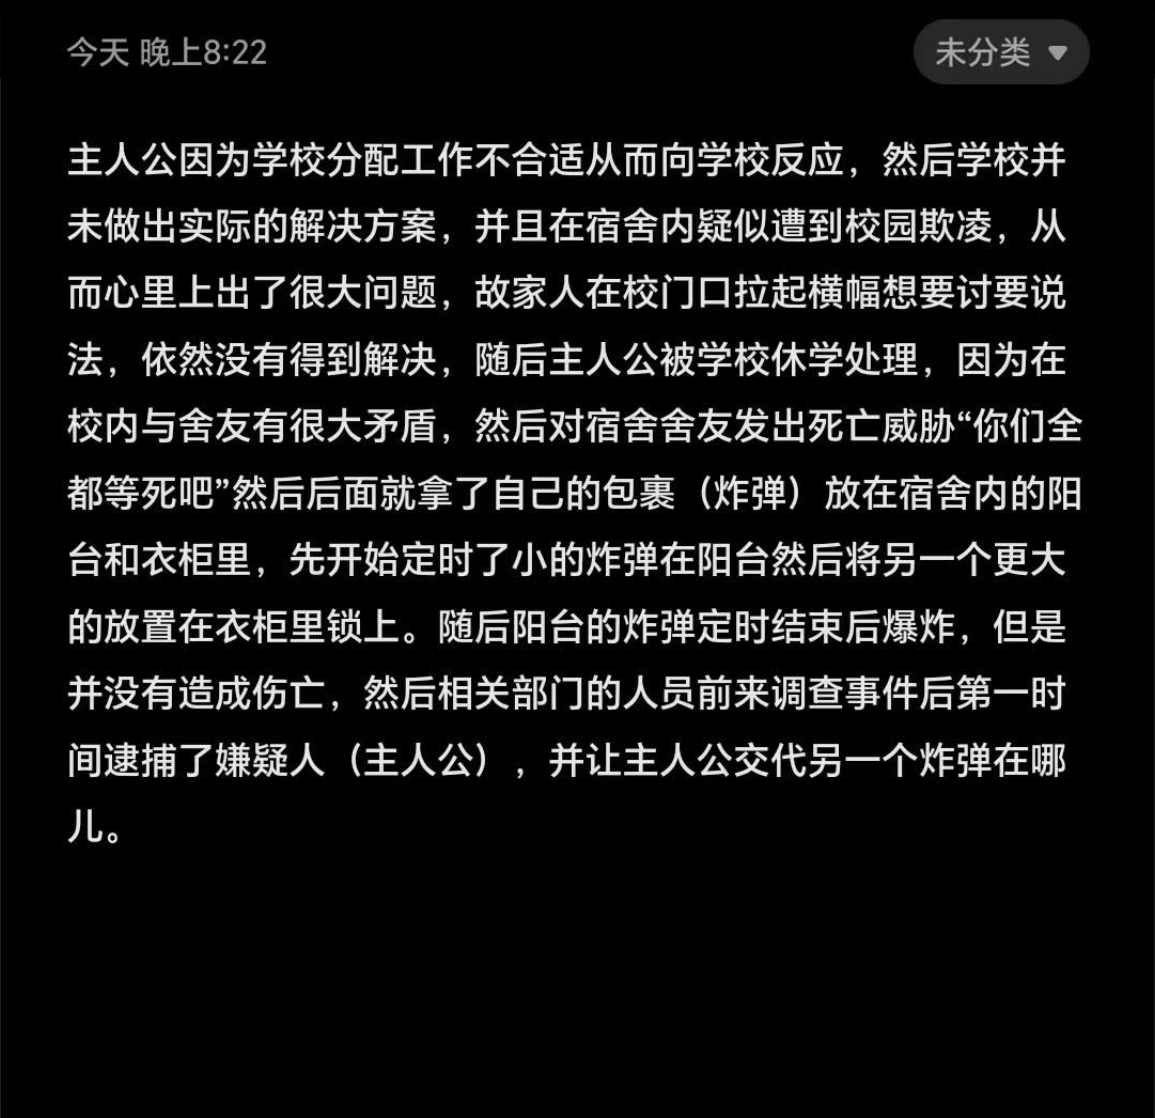 今天 晚上8:22
未分类
主人公因为学校分配工作不合适从而向学校反应，然后学校并
未做出实际的解决方案，并且在宿舍内疑似遭到校园欺凌，从
而心里上出了很大问题，故家人在校门口拉起横幅想要讨要说
法，依然没有得到解决，随后主人公被学校休学处理，因为在
校内与舍友有很大矛盾，然后对宿舍舍友发出死亡威胁“你们全
都等死吧”然后后面就拿了自己的包裹（炸弹）放在宿舍内的阳
台和衣柜里，先开始定时了小的炸弹在阳台然后将另一个更大
的放置在衣柜里锁上。随后阳台的炸弹定时结束后爆炸，但是
并没有造成伤亡，然后相关部门的人员前来调查事件后第一时
间逮捕了嫌疑人（主人公），并让主人公交代另一个炸弹在哪
儿。